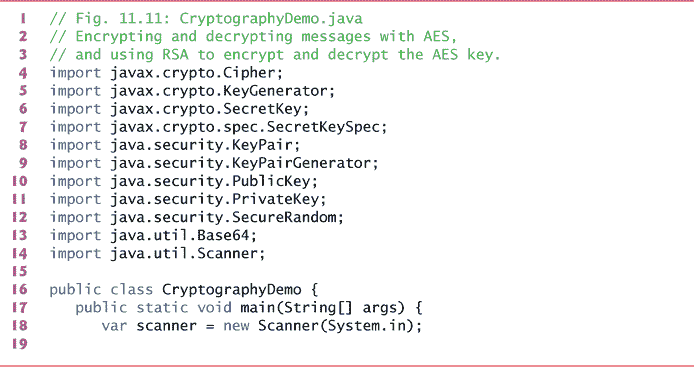 1 // Fig. 11.11: CryptographyDemo.java
2 // Encrypting and decrypting messages with AES,
3 // and using RSA to encrypt and decrypt the AES key.
4 import javax.crypto.Cipher;
5 import javax.crypto.KeyGenerator;
6 import javax.crypto.SecretKey;
7 import javax.crypto.spec.SecretKeySpec;
8 import java.security.KeyPair;
9 import java.security.KeyPairGenerator;
10 import java.security.PublicKey;
11 import java.security.PrivateKey;
12 import java.security.SecureRandom;
13 import java.util.Base64;
14 import java.util.Scanner;
15
16 public class CryptographyDemo {
17 public static void main(String[] args) {
18 var scanner = new Scanner(System.in);
19